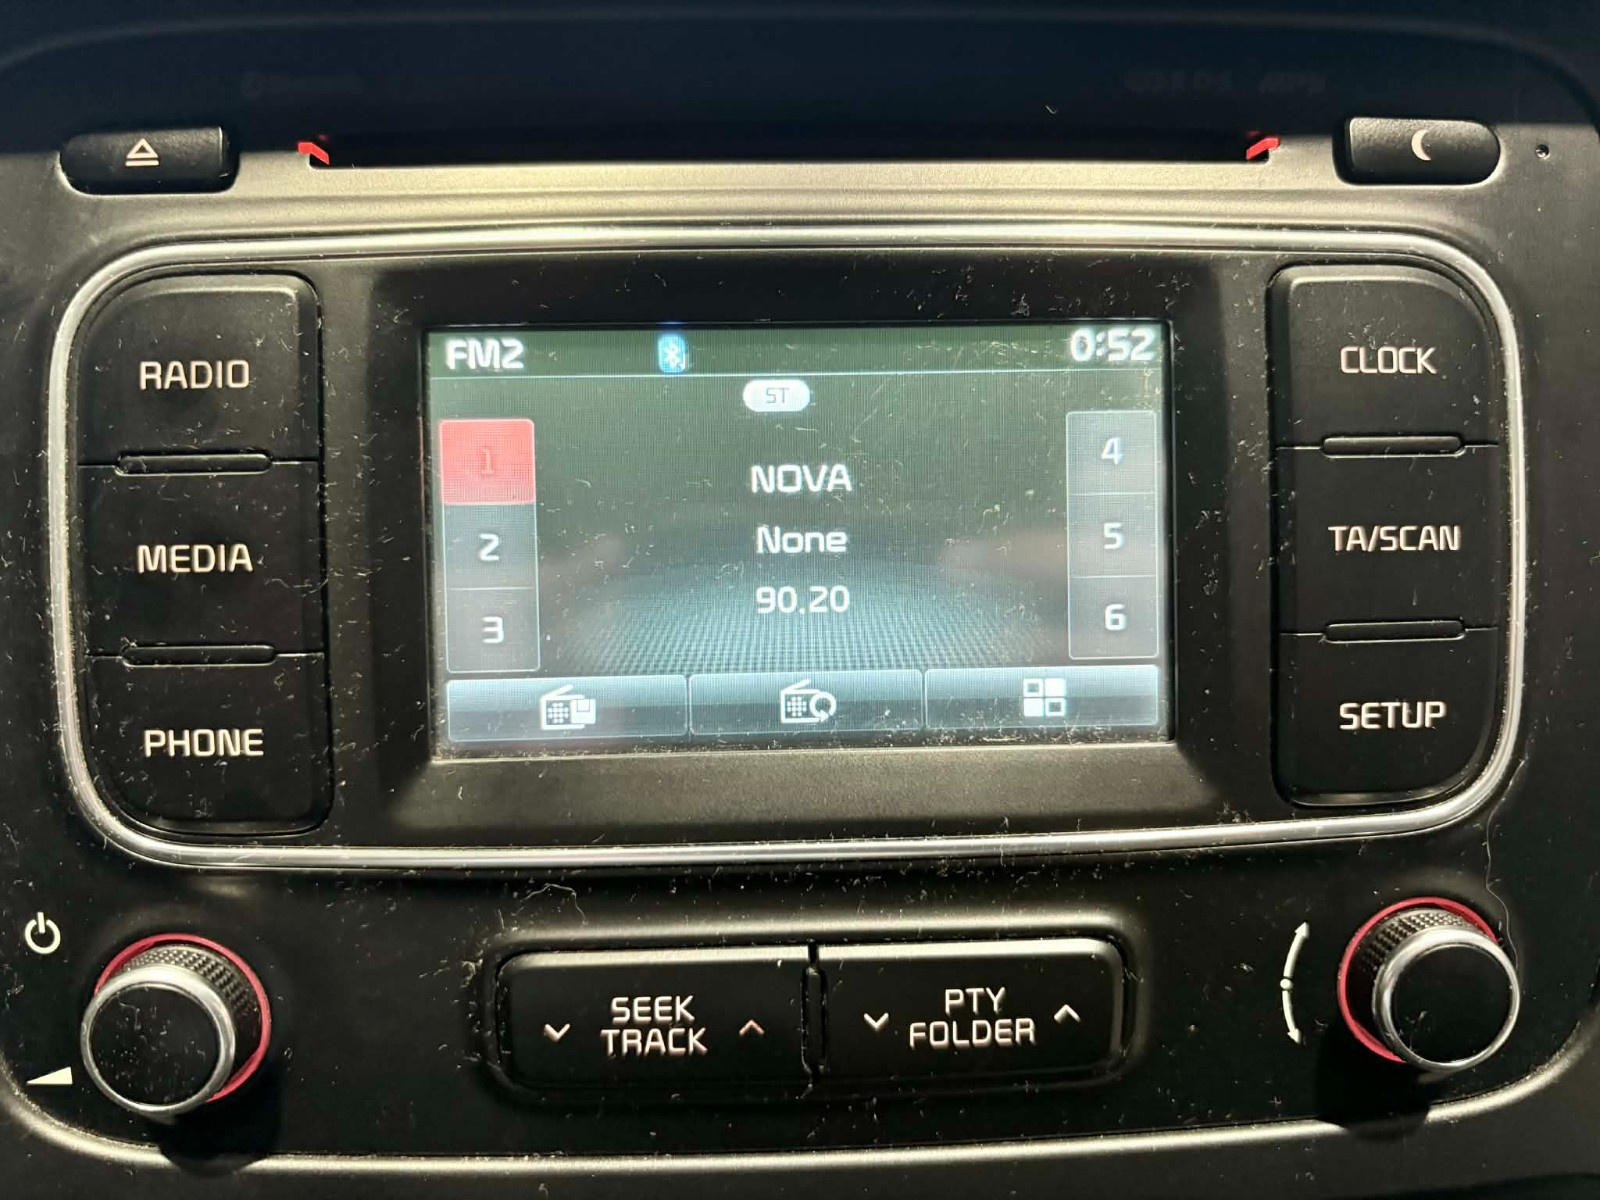 FM2 0:52
ST
1
2
3
NOVA
None
90.20
4
5
6
RADIO
MEDIA
PHONE
CLOCK
TA/SCAN
SETUP
SEEK
TRACK
PTY
FOLDER